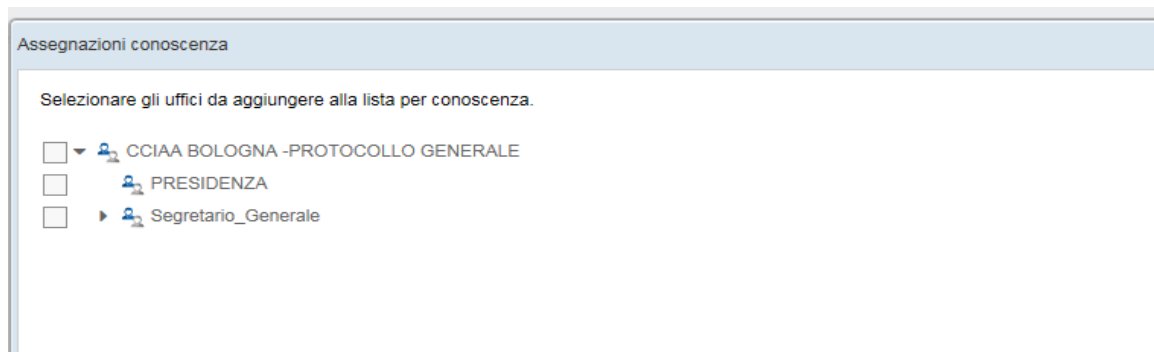 Assegnazioni conoscenza
Selezionare gli uffici da aggiungere alla lista per conoscenza.
CCIAA BOLOGNA -PROTOCOLLO GENERALE
PRESIDENZA
Segretario_Generale